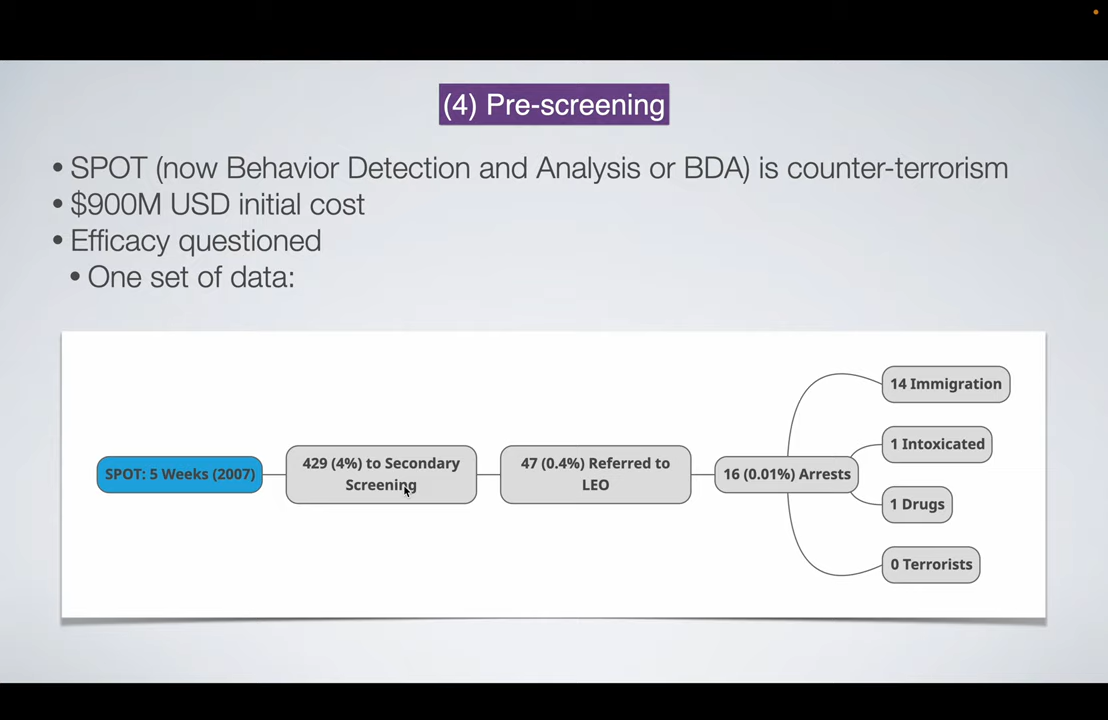 (4) Pre-screening
• SPOT (now Behavior Detection and Analysis or BDA) is counter-terrorism
• $900M USD initial cost
• Efficacy questioned
• One set of data:
SPOT: 5 Weeks (2007)
429 (4%) to Secondary
Screening
47 (0.4%) Referred to
LEO
16 (0.01%) Arrests
14 Immigration
1 Intoxicated
1 Drugs
0 Terrorists